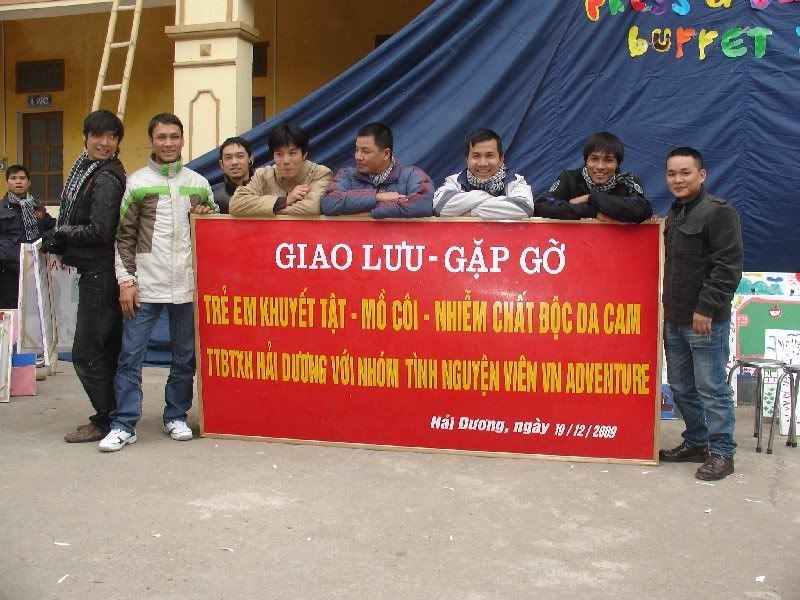 BUFFET
WC
GIAO LƯU - GẶP GỠ
TRẺ EM KHUYẾT TẬT - MỒ CÔI - NHIỄM CHẤT ĐỘC DA CAM
TTBTXH HẢI DƯƠNG VỚI NHÓM TÌNH NGUYỆN VIÊN VN ADVENTURE
Hải Dương, ngày 19/12/2009